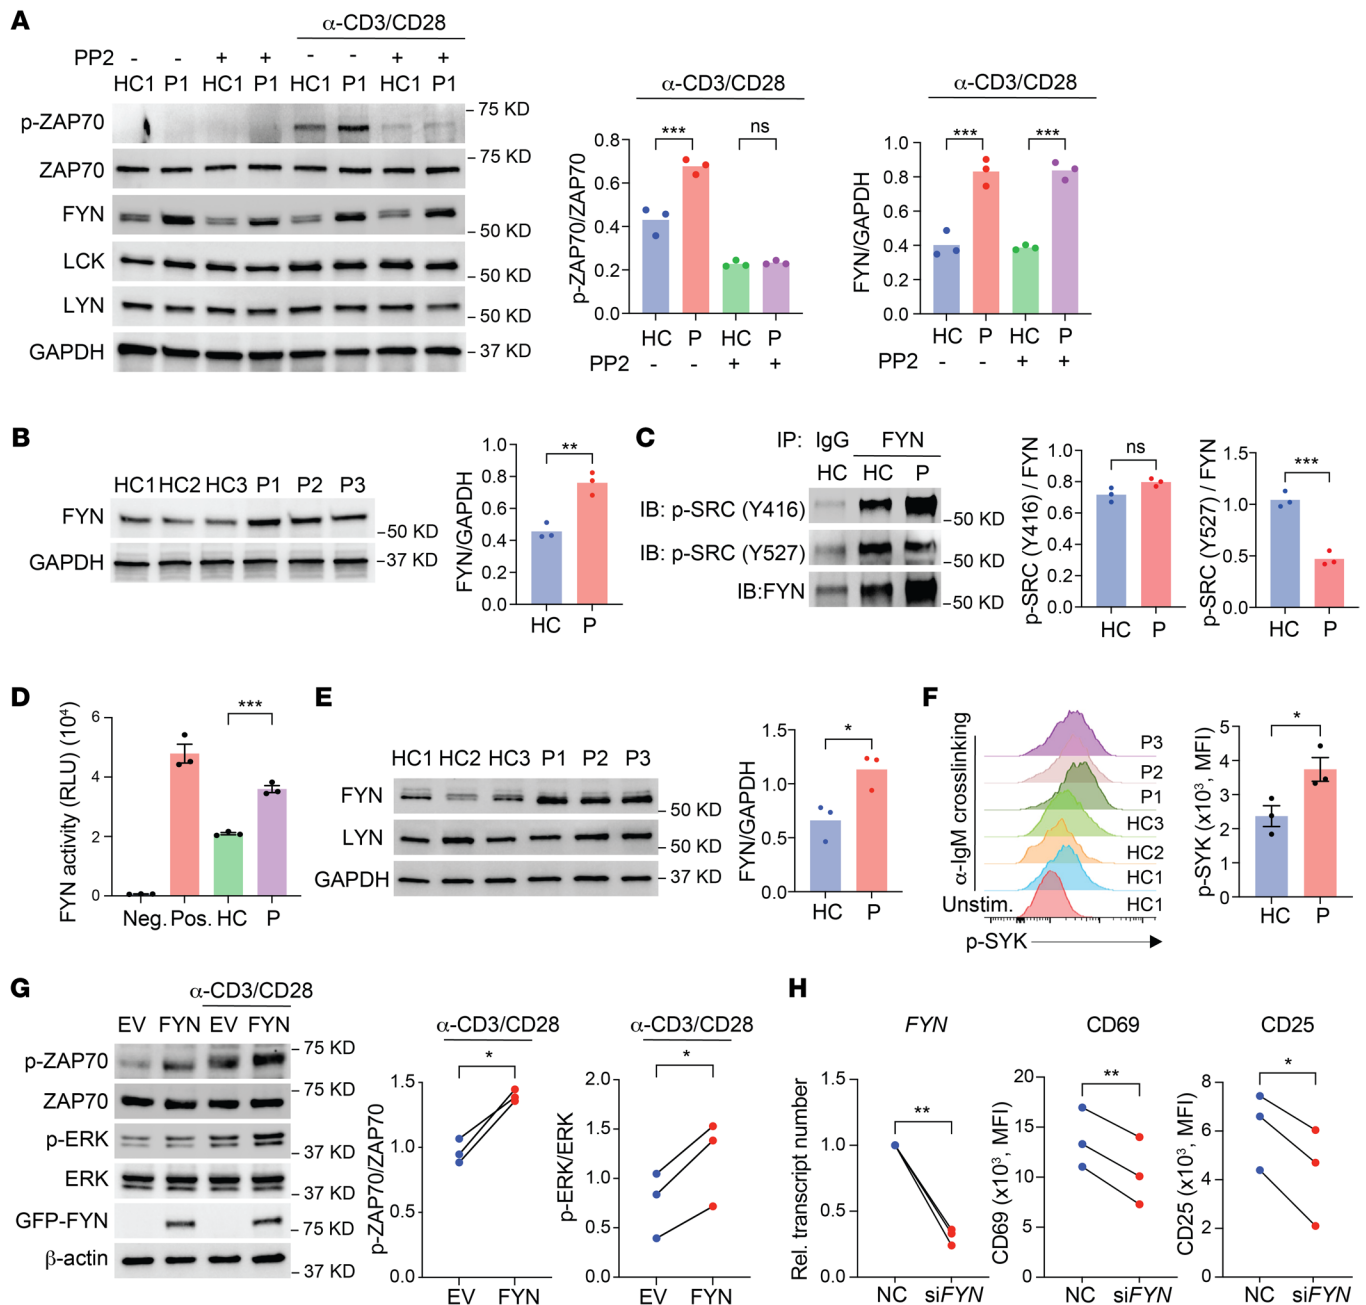 A
α-CD3/CD28
PP2 - - + + - - + +
HC1 P1 HC1 P1 HC1 P1 HC1 P1
p-ZAP70
75 KD
ZAP70
75 KD
FYN
50 KD
LCK
50 KD
LYN
50 KD
GAPDH
37 KD
α-CD3/CD28
p-ZAP70/ZAP70
0.8
0.6
0.4
0.2
0.0
*** ns
HC P HC P
PP2 - - + +
α-CD3/CD28
FYN/GAPDH
1.0
0.8
0.6
0.4
0.2
0.0
*** ***
HC P HC P
PP2 - - + +
B
HC1 HC2 HC3 P1 P2 P3
FYN
50 KD
GAPDH
37 KD
FYN/GAPDH
1.0
0.8
0.6
0.4
0.2
0.0
**
HC P
C
IP: IgG FYN
HC HC P
IB: p-SRC (Y416)
50 KD
IB: p-SRC (Y527)
50 KD
IB:FYN
50 KD
p-SRC (Y416) / FYN
1.0
0.8
0.6
0.4
0.2
0.0
ns
HC P
p-SRC (Y527) / FYN
1.5
1.0
0.5
0.0
***
HC P
D
FYN activity (RLU) (10⁴)
6
4
2
0
***
Neg. Pos. HC P
E
HC1 HC2 HC3 P1 P2 P3
FYN
50 KD
LYN
50 KD
GAPDH
37 KD
FYN/GAPDH
1.5
1.0
0.5
0.0
*
HC P
F
α-IgM crosslinking
P3
P2
P1
HC3
HC2
HC1
Unstim. HC1
p-SYK
p-SYK (x10³, MFI)
5
4
3
2
1
0
*
HC P
G
α-CD3/CD28
EV FYN EV FYN
p-ZAP70
75 KD
ZAP70
75 KD
p-ERK
37 KD
ERK
37 KD
GFP-FYN
75 KD
β-actin
37 KD
α-CD3/CD28
p-ZAP70/ZAP70
1.5
1.0
0.5
0.0
*
EV FYN
α-CD3/CD28
p-ERK/ERK
2.0
1.5
1.0
0.5
0.0
*
EV FYN
H
FYN
Rel. transcript number
1.5
1.0
0.5
0.0
**
NC siFYN
CD69
CD69 (x10³, MFI)
20
15
10
5
0
**
NC siFYN
CD25
CD25 (x10³, MFI)
8
6
4
2
0
*
NC siFYN